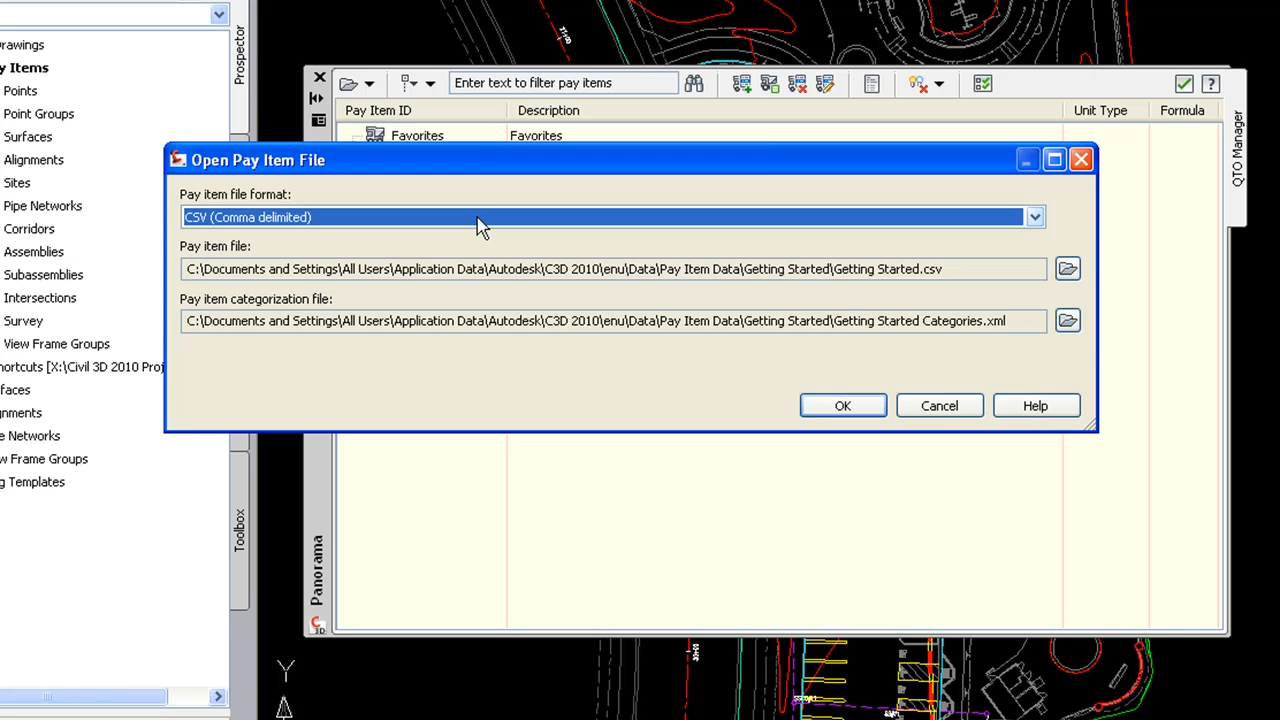 Drawings
y Items
Points
Point Groups
Surfaces
Alignments
Sites
Pipe Networks
Corridors
Assemblies
Subassemblies
Intersections
Survey
View Frame Groups
hortcuts [X:\Civil 3D 2010 Proj
faces
gnments
e Networks
w Frame Groups
g Templates
Prospector
Toolbox
Enter text to filter pay items
Pay Item ID
Description
Unit Type
Formula
Favorites
Favorites
QTO Manager
Panorama
Open Pay Item File
Pay item file format:
CSV (Comma delimited)
Pay item file:
C:\Documents and Settings\All Users\Application Data\Autodesk\C3D 2010\enu\Data\Pay Item Data\Getting Started\Getting Started.csv
Pay item categorization file:
C:\Documents and Settings\All Users\Application Data\Autodesk\C3D 2010\enu\Data\Pay Item Data\Getting Started\Getting Started Categories.xml
OK
Cancel
Help
Y